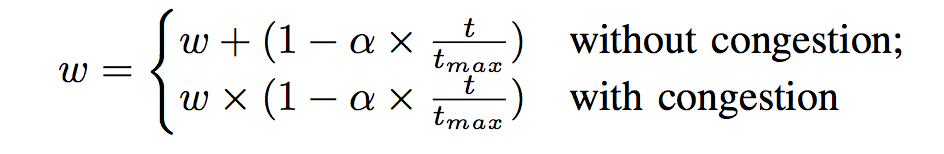 w = { w + (1 − α × t/t_max) without congestion;
w × (1 − α × t/t_max) with congestion